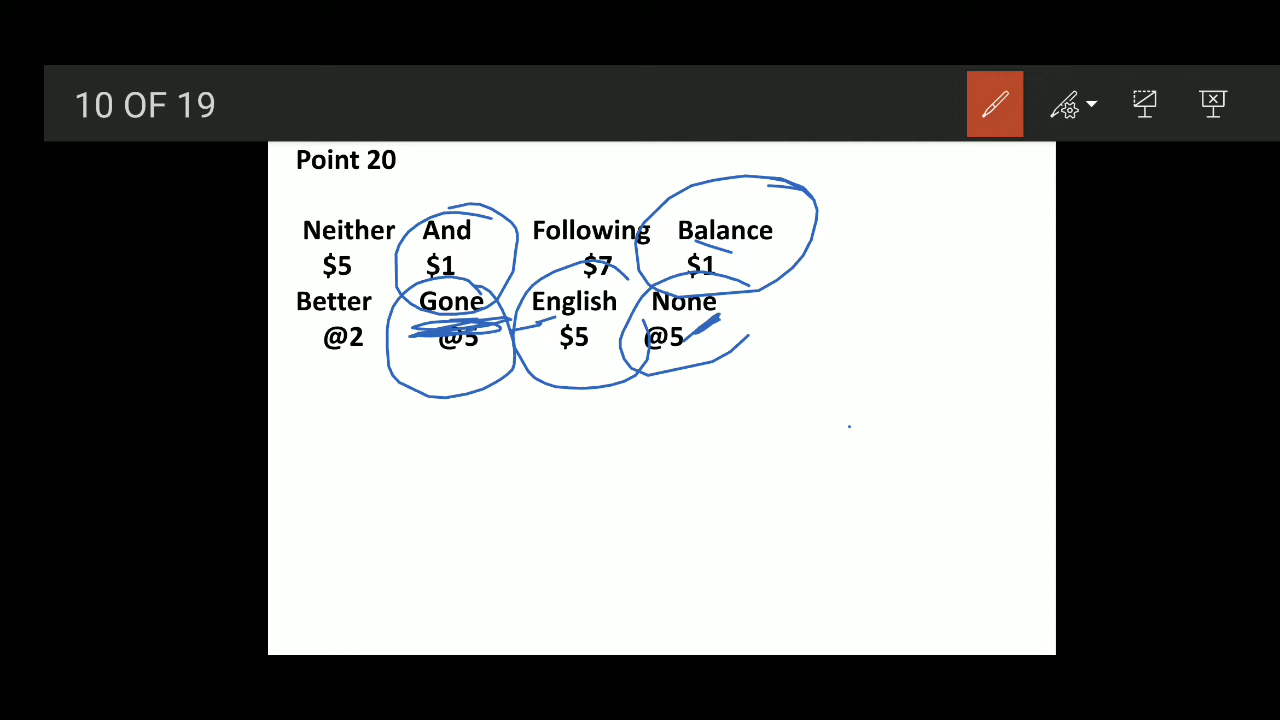 10 OF 19
Point 20
Neither And Following Balance
$5 $1 $7 $1
Better Gone English None
@2 @5 $5 @5